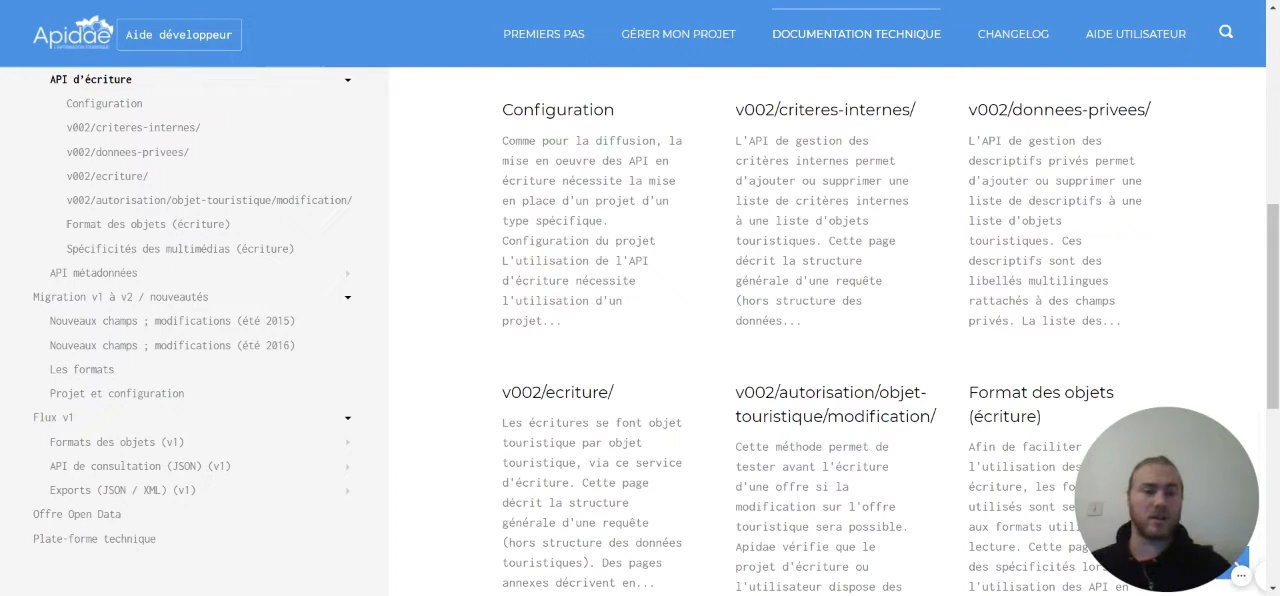 Apidae
Aide développeur
PREMIERS PAS
GÉRER MON PROJET
DOCUMENTATION TECHNIQUE
CHANGELOG
AIDE UTILISATEUR
API d'écriture
Configuration
v002/criteres-internes/
v002/donnees-privees/
v002/ecriture/
v002/autorisation/objet-touristique/modification/
Format des objets (écriture)
Spécificités des multimédias (écriture)
API métadonnées
Migration v1 à v2 / nouveautés
Nouveaux champs ; modifications (été 2015)
Nouveaux champs ; modifications (été 2016)
Les formats
Projet et configuration
Flux v1
Formats des objets (v1)
API de consultation (JSON) (v1)
Exports (JSON / XML) (v1)
Offre Open Data
Plate-forme technique
Configuration
Comme pour la diffusion, la
mise en oeuvre des API en
écriture nécessite la mise
en place d'un projet d'un
type spécifique.
Configuration du projet
L'utilisation de l'API
d'écriture nécessite
l'utilisation d'un
projet...
v002/criteres-internes/
L'API de gestion des
critères internes permet
d'ajouter ou supprimer une
liste de critères internes
à une liste d'objets
touristiques. Cette page
décrit la structure
générale d'une requête
(hors structure des
données...
v002/donnees-privees/
L'API de gestion des
descriptifs privés permet
d'ajouter ou supprimer une
liste de descriptifs à une
liste d'objets
touristiques. Ces
descriptifs sont des
libellés multilingues
rattachés à des champs
privés. La liste des...
v002/ecriture/
Les écritures se font objet
touristique par objet
touristique, via ce service
d'écriture. Cette page
décrit la structure
générale d'une requête
(hors structure des données
touristiques). Des pages
annexes décrivent en...
v002/autorisation/objet-
touristique/modification/
Cette méthode permet de
tester avant l'écriture
d'une offre si la
modification sur l'offre
touristique sera possible.
Apidae vérifie que le
projet d'écriture ou
l'utilisateur dispose des
Format des objets
(écriture)
Afin de faciliter
l'utilisation des
écriture, les fo
utilisés sont se
aux formats util
lecture. Cette pag
des spécificités lors
l'utilisation des API en